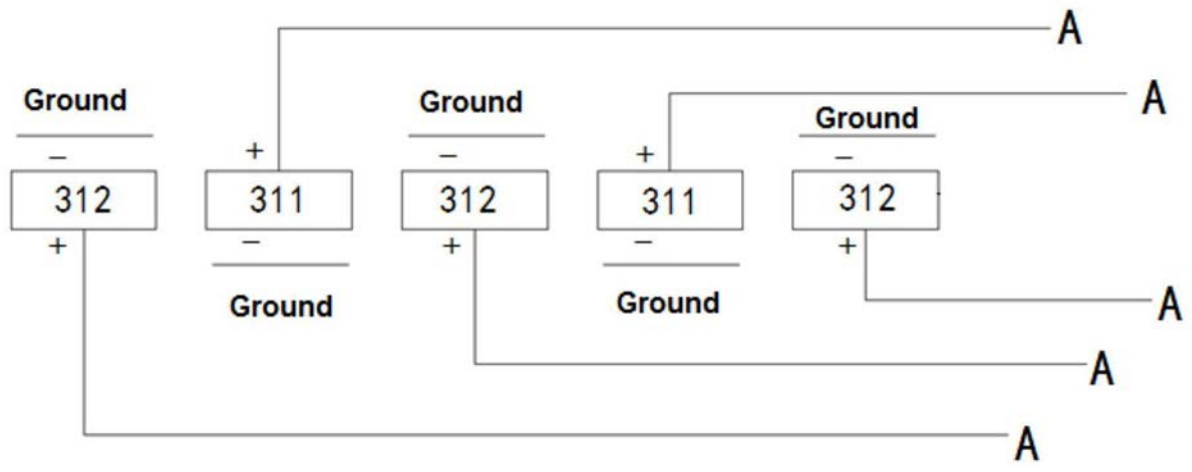 A
A
Ground
Ground
Ground
− + − + −
312 311 312 311 312
+ − + − +
Ground
Ground
A
A
A